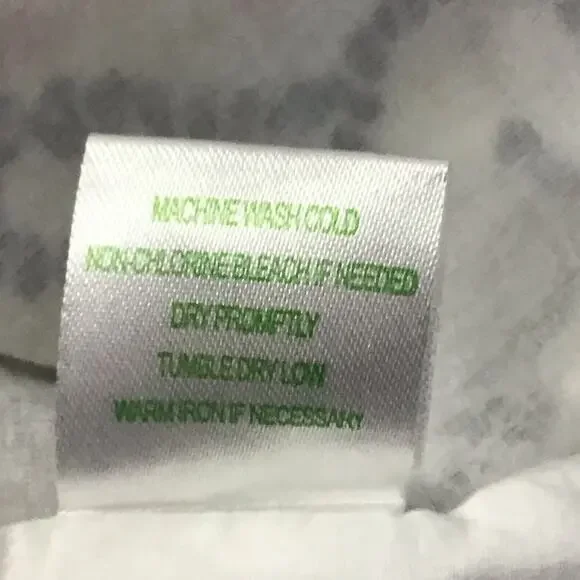 MACHINE WASH COLD
NON-CHLORINE BLEACH IF NEEDED
DRY PROMPTLY
TUMBLE DRY LOW
WARM IRON IF NECESSARY